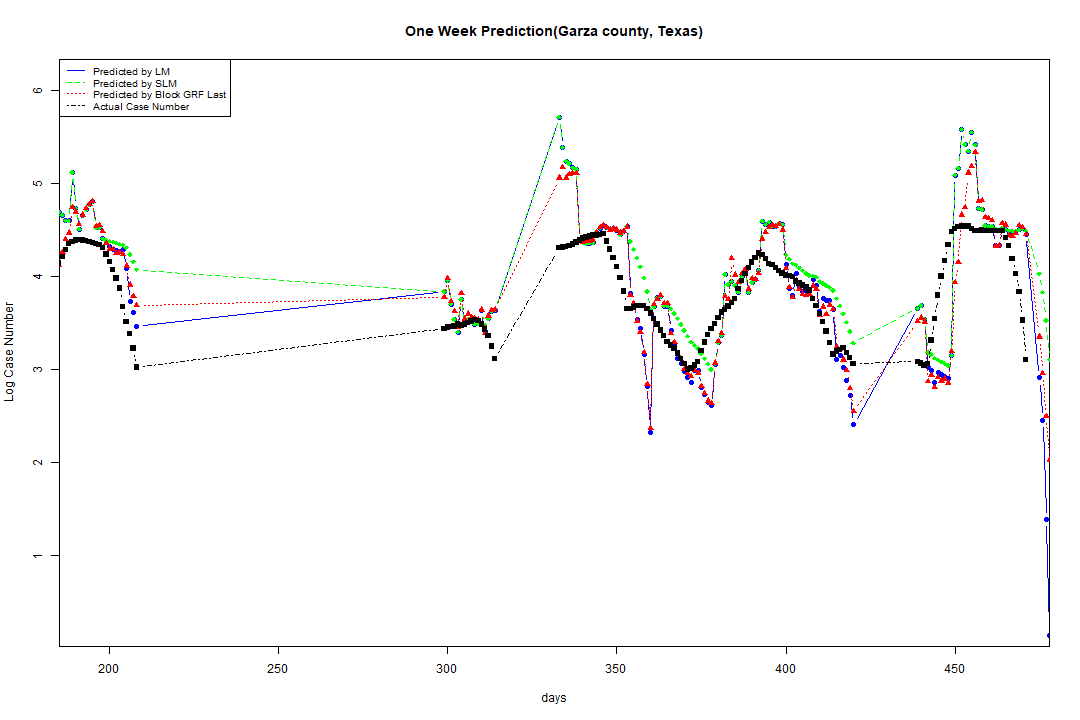 One Week Prediction(Garza county, Texas)
Predicted by LM
Predicted by SLM
Predicted by Block GRF Last
Actual Case Number
6
5
4
3
2
1
Log Case Number
200
250
300
350
400
450
days